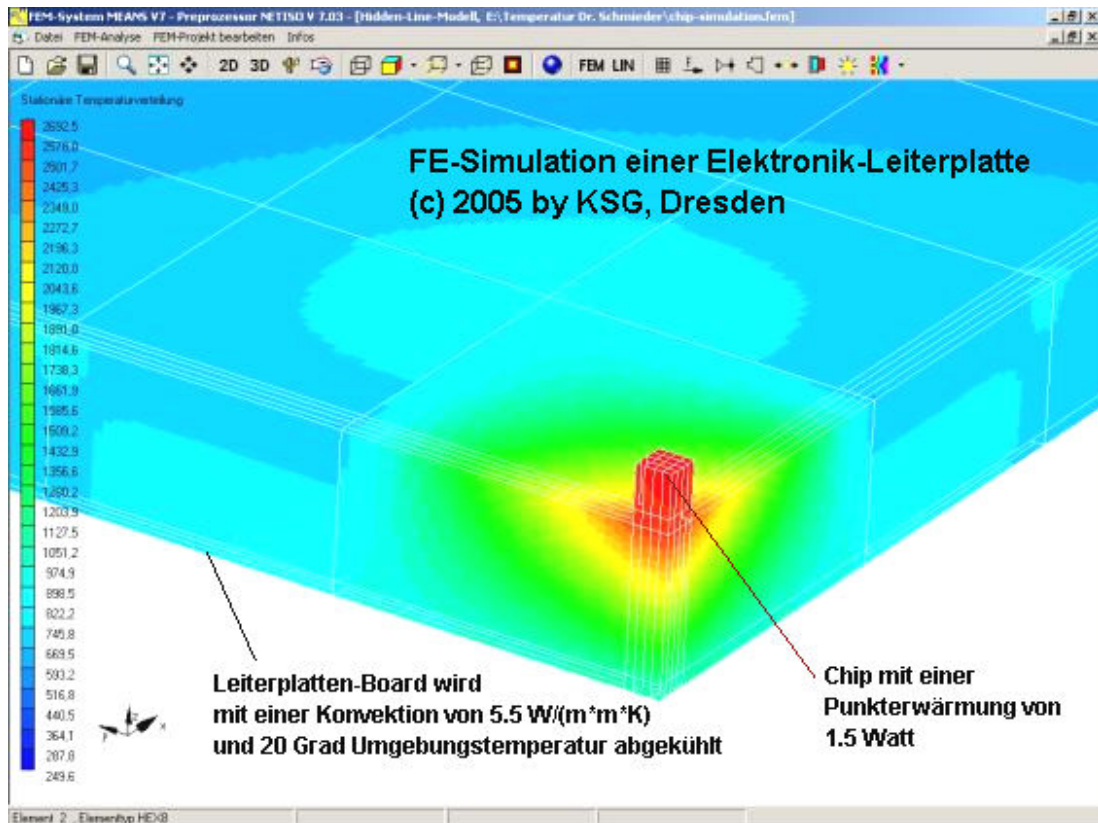 FEM-System MEANS V7 - Preprozessor NETISO V 7.03 - [Hidden-Line-Modell, E:\Temperatur Dr. Schmieder\chip-simulation.fem]
Datei FEM-Analyse FEM-Projekt bearbeiten Infos
2D 3D FEM LIN
Stationäre Temperaturverteilung
2692,5
2576,0
2501,7
2425,3
2349,0
2272,7
2196,3
2120,0
2043,6
1967,3
1891,0
1814,6
1738,3
1661,9
1585,6
1509,2
1432,9
1356,6
1280,2
1203,9
1127,5
1051,2
974,9
898,5
822,2
745,8
669,5
593,2
516,8
440,5
364,1
287,8
249,6
FE-Simulation einer Elektronik-Leiterplatte
(c) 2005 by KSG, Dresden
Leiterplatten-Board wird
mit einer Konvektion von 5.5 W/(m*m*K)
und 20 Grad Umgebungstemperatur abgekühlt
Chip mit einer
Punkterwärmung von
1.5 Watt
Element 2 , Elementtyp HEX8